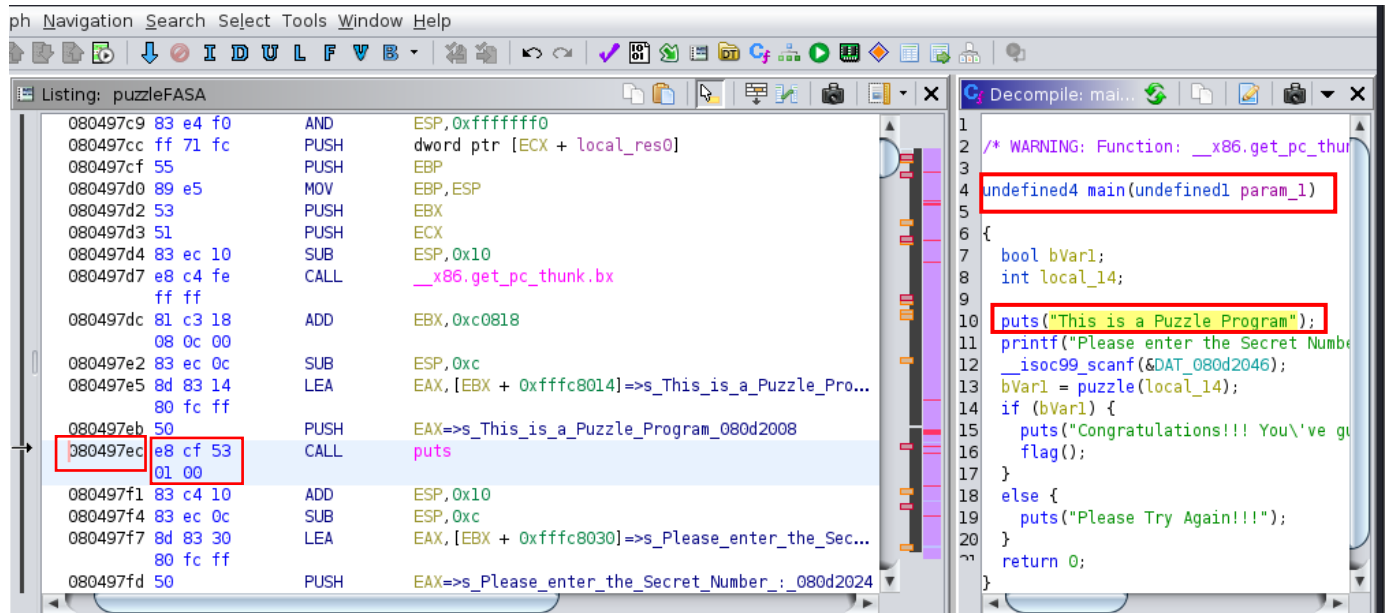 ph Navigation Search Select Tools Window Help
I D U L F V B
Listing: puzzleFASA
080497c9 83 e4 f0 AND ESP,0xfffffff0
080497cc ff 71 fc PUSH dword ptr [ECX + local_res0]
080497cf 55 PUSH EBP
080497d0 89 e5 MOV EBP,ESP
080497d2 53 PUSH EBX
080497d3 51 PUSH ECX
080497d4 83 ec 10 SUB ESP,0x10
080497d7 e8 c4 fe CALL __x86.get_pc_thunk.bx
ff ff
080497dc 81 c3 18 ADD EBX,0xc0818
08 0c 00
080497e2 83 ec 0c SUB ESP,0xc
080497e5 8d 83 14 LEA EAX,[EBX + 0xfffc8014]=>s_This_is_a_Puzzle_Pro...
80 fc ff
080497eb 50 PUSH EAX=>s_This_is_a_Puzzle_Program_080d2008
080497ec e8 cf 53 CALL puts
01 00
080497f1 83 c4 10 ADD ESP,0x10
080497f4 83 ec 0c SUB ESP,0xc
080497f7 8d 83 30 LEA EAX,[EBX + 0xfffc8030]=>s_Please_enter_the_Sec...
80 fc ff
080497fd 50 PUSH EAX=>s_Please_enter_the_Secret_Number_:_080d2024
Decompile: mai...
1
2 /* WARNING: Function: __x86.get_pc_thun
3
4 undefined4 main(undefined1 param_1)
5
6 {
7 bool bVar1;
8 int local_14;
9
10 puts("This is a Puzzle Program");
11 printf("Please enter the Secret Numbe
12 __isoc99_scanf(&DAT_080d2046);
13 bVar1 = puzzle(local_14);
14 if (bVar1) {
15 puts("Congratulations!!! You\'ve gu
16 flag();
17 }
18 else {
19 puts("Please Try Again!!!");
20 }
21 return 0;
}